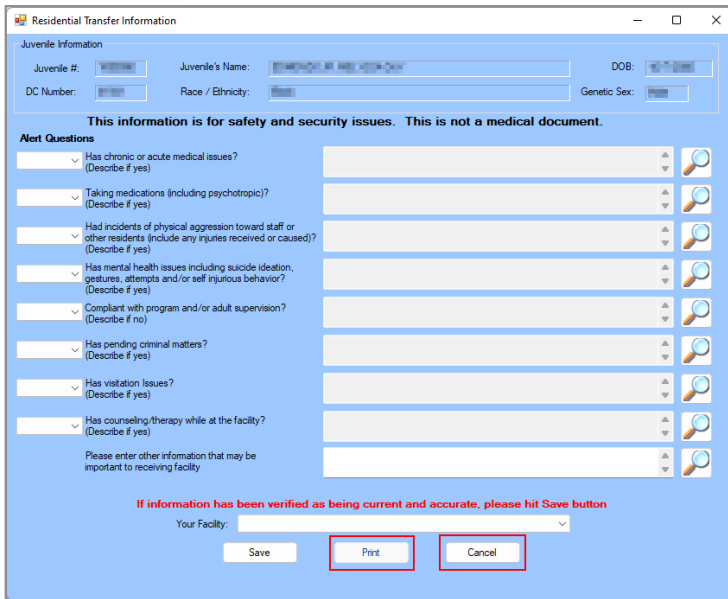 Residential Transfer Information
Juvenile Information
Juvenile #: Juvenile's Name: DOB:
DC Number: Race / Ethnicity: Genetic Sex:
This information is for safety and security issues. This is not a medical document.
Alert Questions
Has chronic or acute medical issues?
(Describe if yes)
Taking medications (including psychotropic)?
(Describe if yes)
Had incidents of physical aggression toward staff or
other residents (include any injuries received or caused)?
(Describe if yes)
Has mental health issues including suicide ideation,
gestures, attempts and/or self injurious behavior?
(Describe if yes)
Compliant with program and/or adult supervision?
(Describe if no)
Has pending criminal matters?
(Describe if yes)
Has visitation Issues?
(Describe if yes)
Has counseling/therapy while at the facility?
(Describe if yes)
Please enter other information that may be
important to receiving facility
If information has been verified as being current and accurate, please hit Save button
Your Facility:
Save Print Cancel